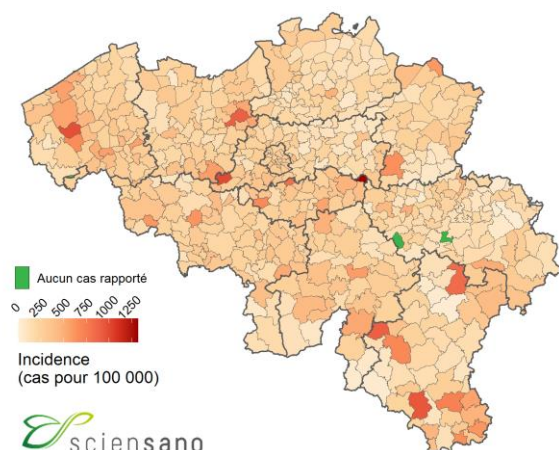 Aucun cas rapporté
0 250 500 750 1000 1250
Incidence
(cas pour 100 000)
sciensano